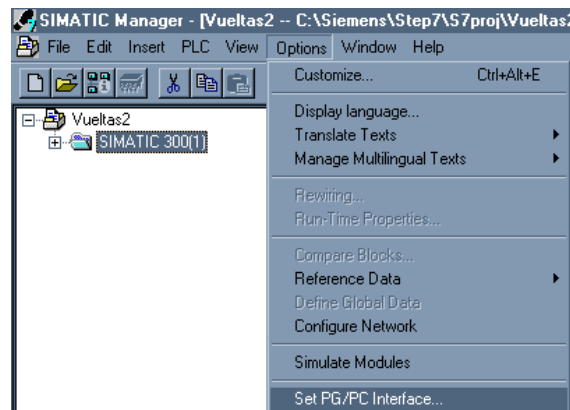 SIMATIC Manager - [Vueltas2 -- C:\Siemens\Step7\S7proj\Vueltas2
File Edit Insert PLC View Options Window Help
Customize... Ctrl+Alt+E
Vueltas2
SIMATIC 300(1)
Display language...
Translate Texts
Manage Multilingual Texts
Rewiring...
Run-Time Properties...
Compare Blocks...
Reference Data
Define Global Data
Configure Network
Simulate Modules
Set PG/PC Interface...